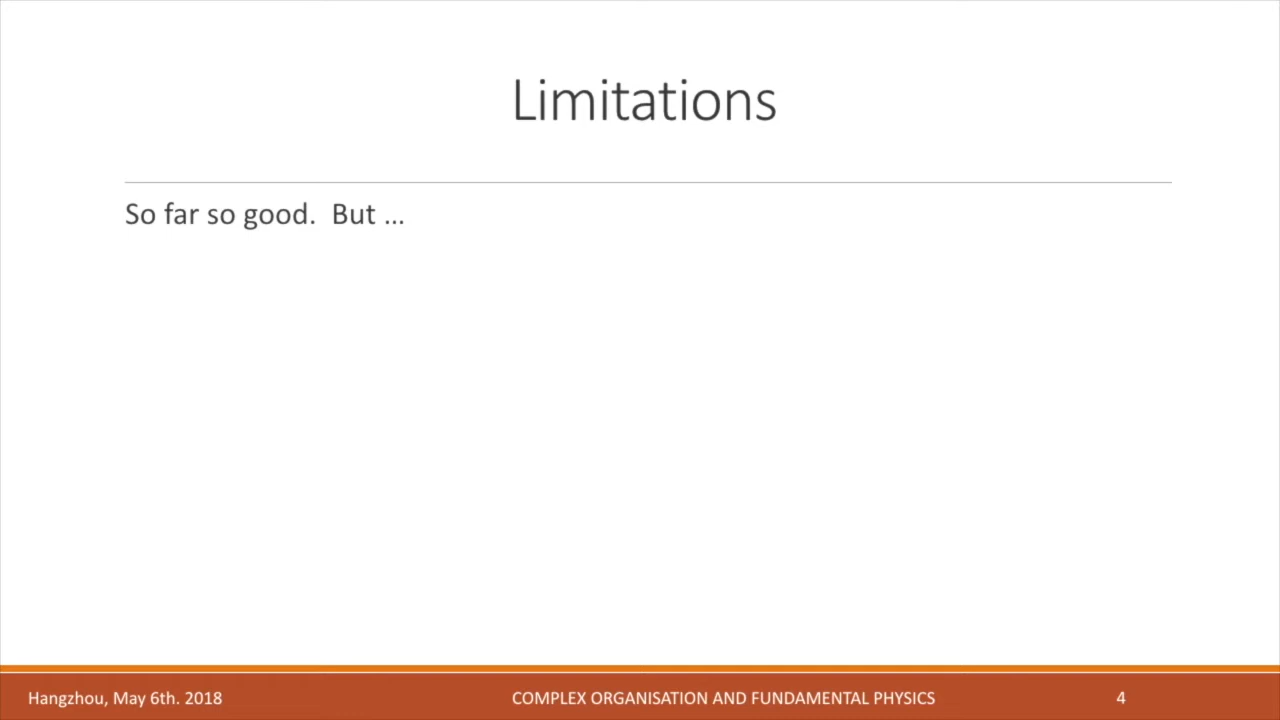 Limitations
So far so good.  But ...
Hangzhou, May 6th. 2018
COMPLEX ORGANISATION AND FUNDAMENTAL PHYSICS
4